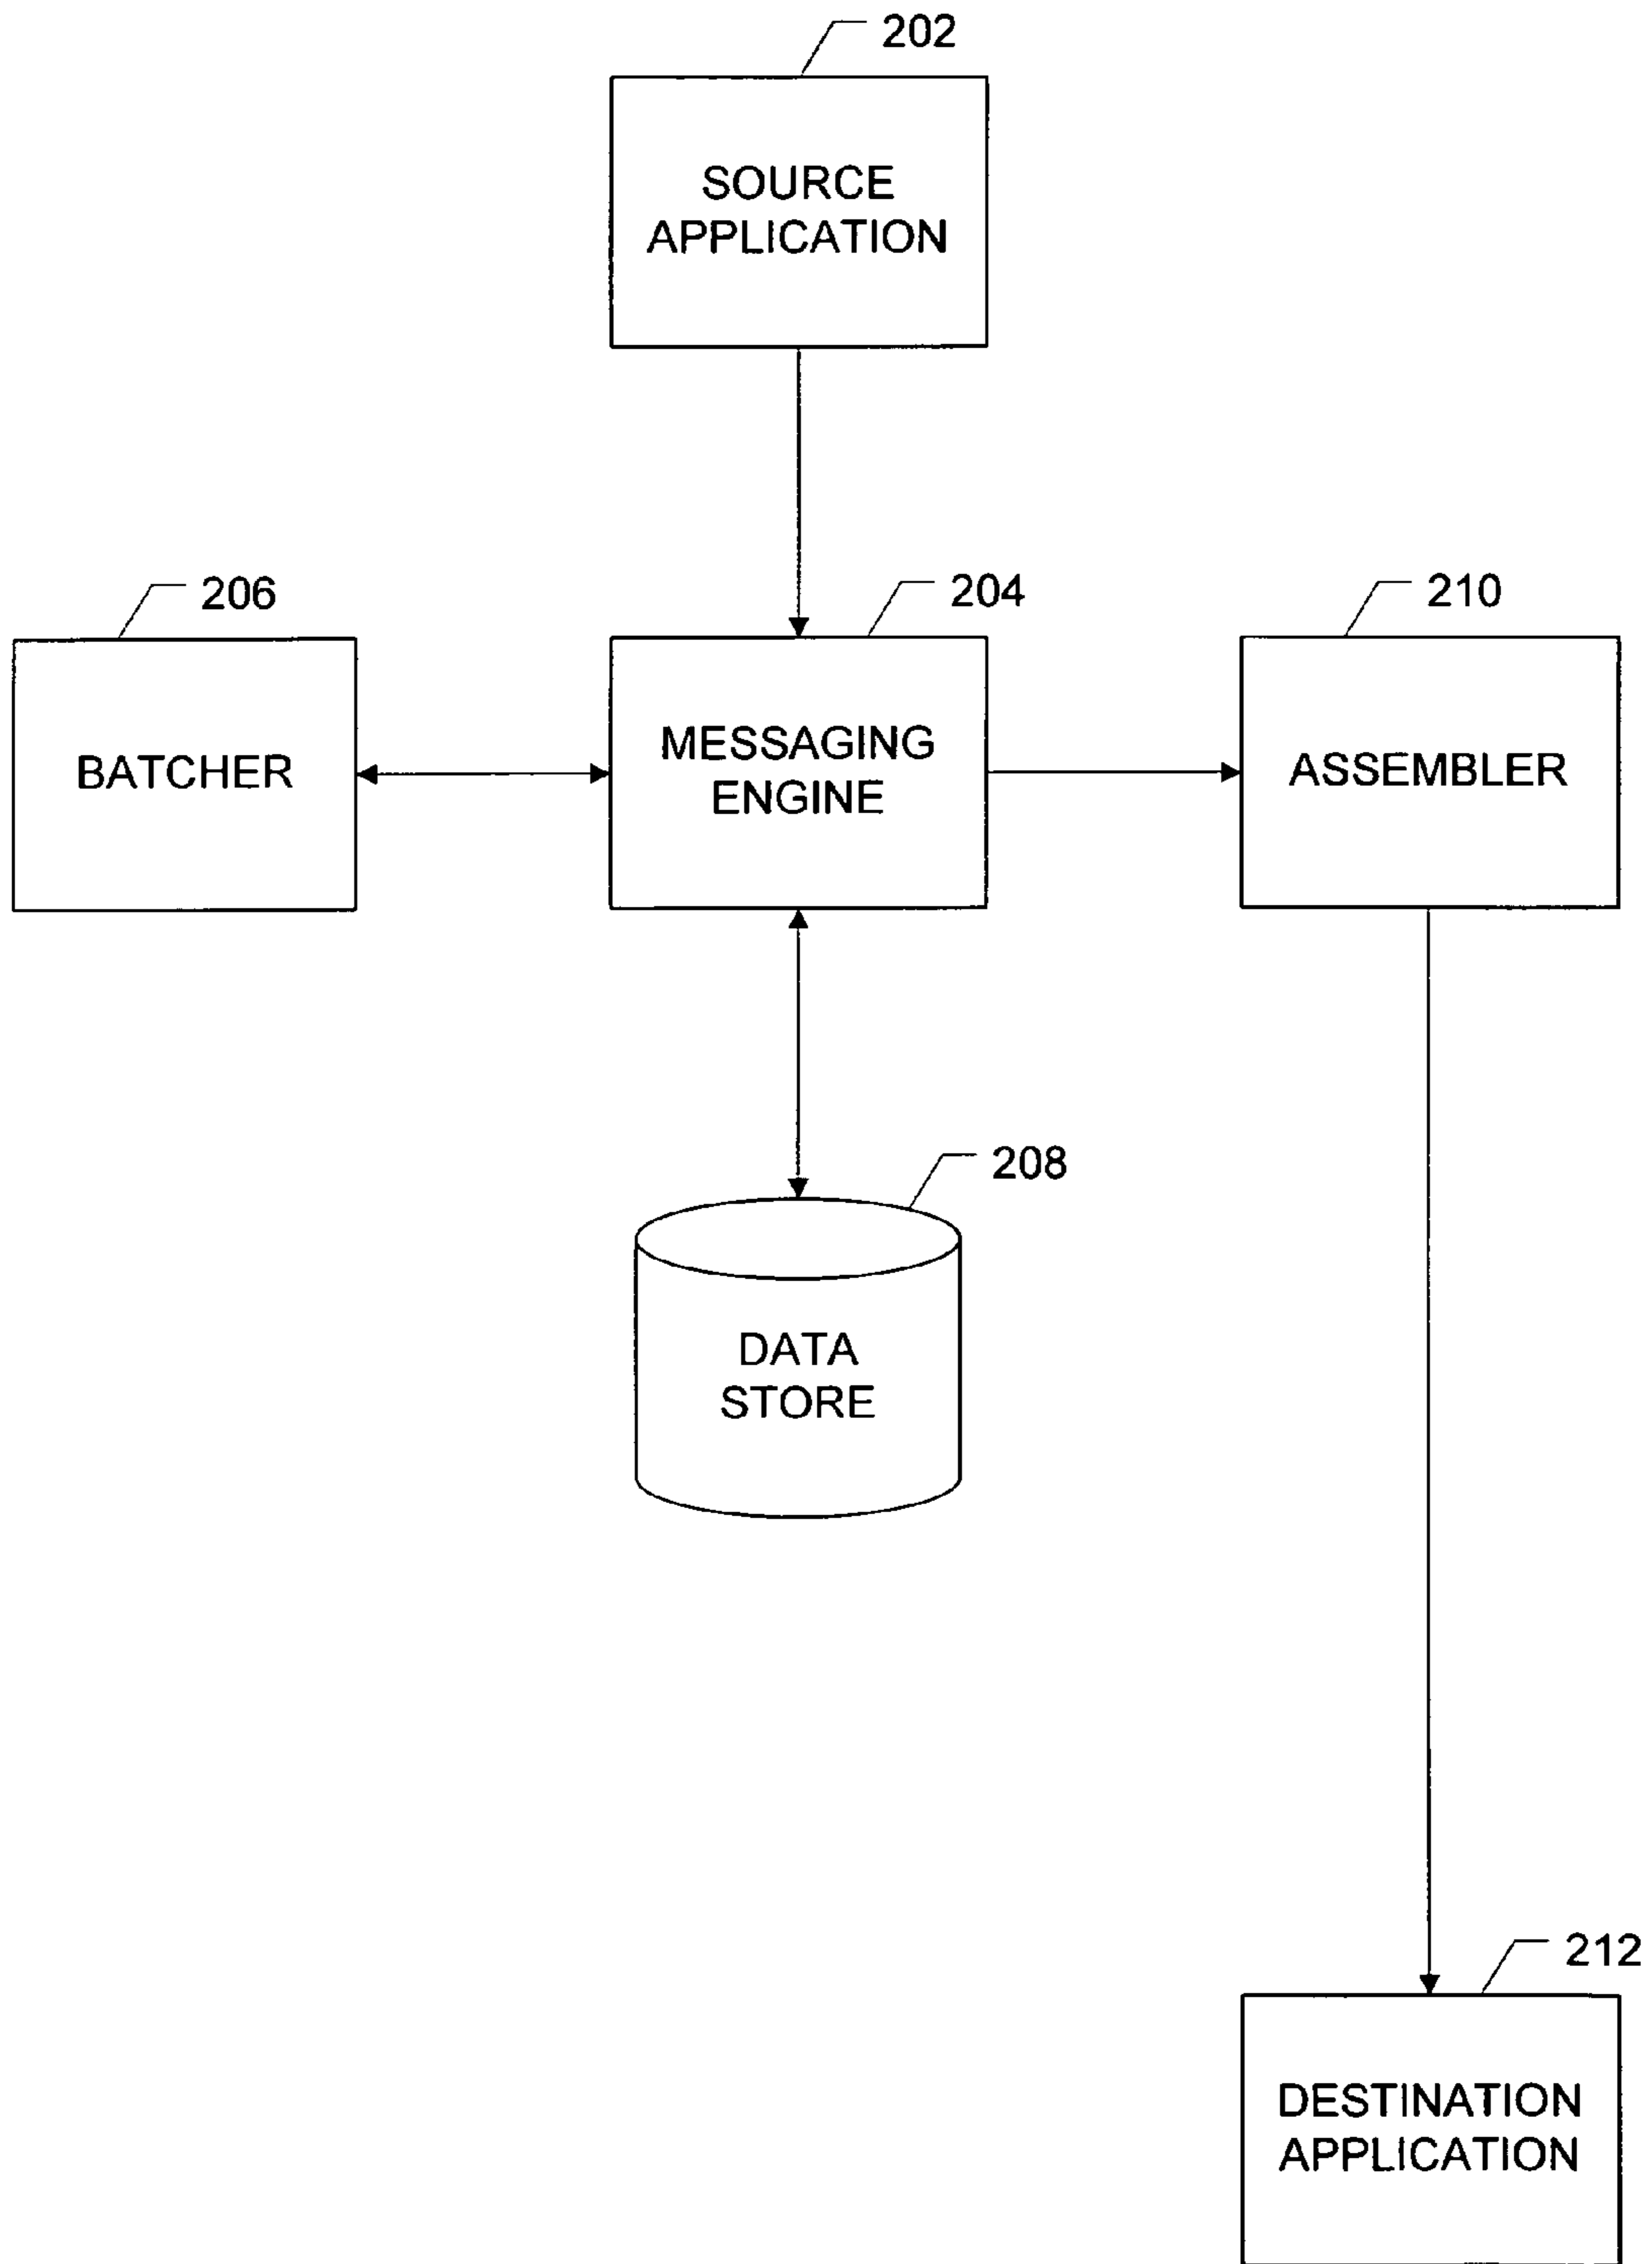 202
SOURCE
APPLICATION
206
204
210
BATCHER
MESSAGING
ENGINE
ASSEMBLER
208
DATA
STORE
212
DESTINATION
APPLICATION